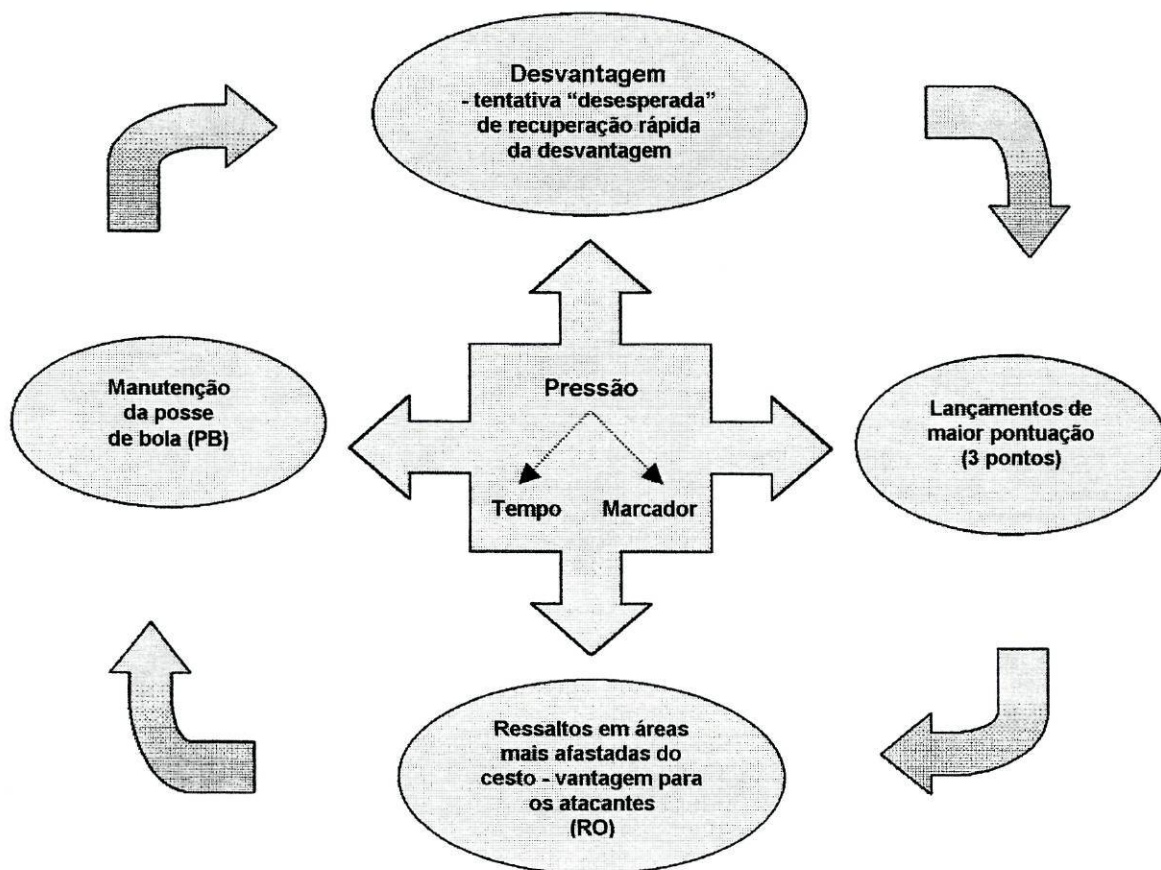 Desvantagem
- tentativa “desesperada”
de recuperação rápida
da desvantagem
Manutenção
da posse
de bola (PB)
Pressão
Tempo Marcador
Lançamentos de
maior pontuação
(3 pontos)
Ressaltos em áreas
mais afastadas do
cesto - vantagem para
os atacantes
(RO)